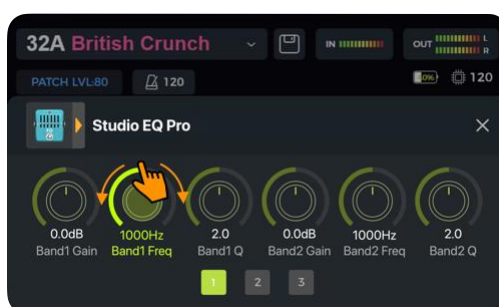 32A British Crunch
IN
OUT
L
R
PATCH LVL:80
120
120
Studio EQ Pro
0.0dB
1000Hz
2.0
0.0dB
1000Hz
2.0
Band1 Gain
Band1 Freq
Band1 Q
Band2 Gain
Band2 Freq
Band2 Q
1
2
3